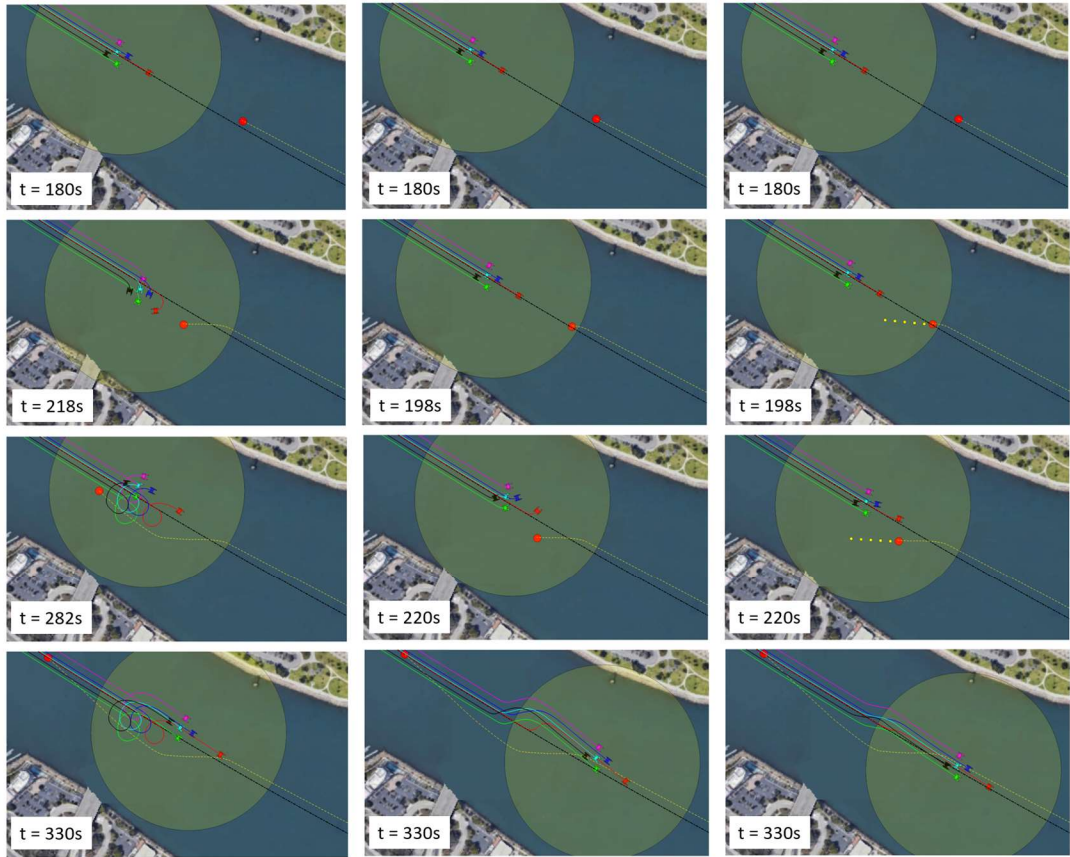 t = 180s
t = 180s
t = 180s
t = 218s
t = 198s
t = 198s
t = 282s
t = 220s
t = 220s
t = 330s
t = 330s
t = 330s